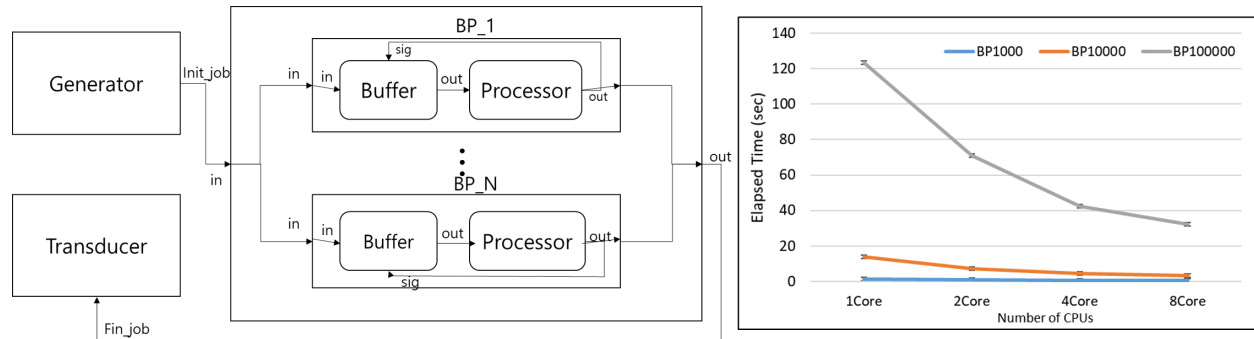 Generator
Init_job
in
Transducer
Fin_job
BP_1
sig
in
in
Buffer
out
Processor
out
BP_N
in
in
Buffer
out
Processor
out
sig
out
140
120
100
80
60
40
20
0
Elapsed Time (sec)
BP1000
BP10000
BP100000
1Core
2Core
4Core
8Core
Number of CPUs